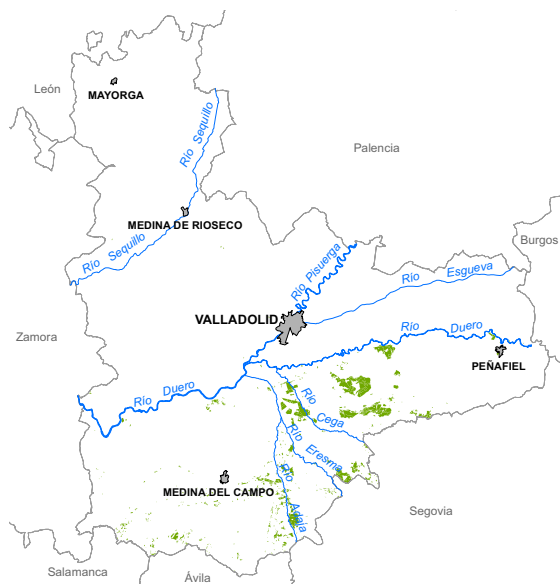 León
MAYORGA
Río Sequillo
Palencia
MEDINA DE RIOSECO
Río Sequillo
Burgos
Río Pisuerga
Río Esgueva
VALLADOLID
Zamora
Río Duero
PEÑAFIEL
Río Duero
Río Cega
Río Eresma
Río Adaja
MEDINA DEL CAMPO
Segovia
Salamanca
Ávila